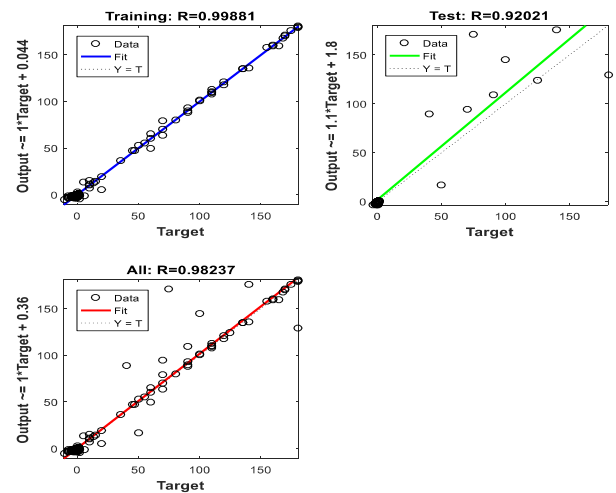 Training: R=0.99881
Output ~= 1*Target + 0.044
Data
Fit
Y = T
150
100
50
0
0 50 100 150
Target
Test: R=0.92021
Output ~= 1.1*Target + 1.8
Data
Fit
Y = T
150
100
50
0
0 50 100 150
Target
All: R=0.98237
Output ~= 1*Target + 0.36
Data
Fit
Y = T
150
100
50
0
0 50 100 150
Target